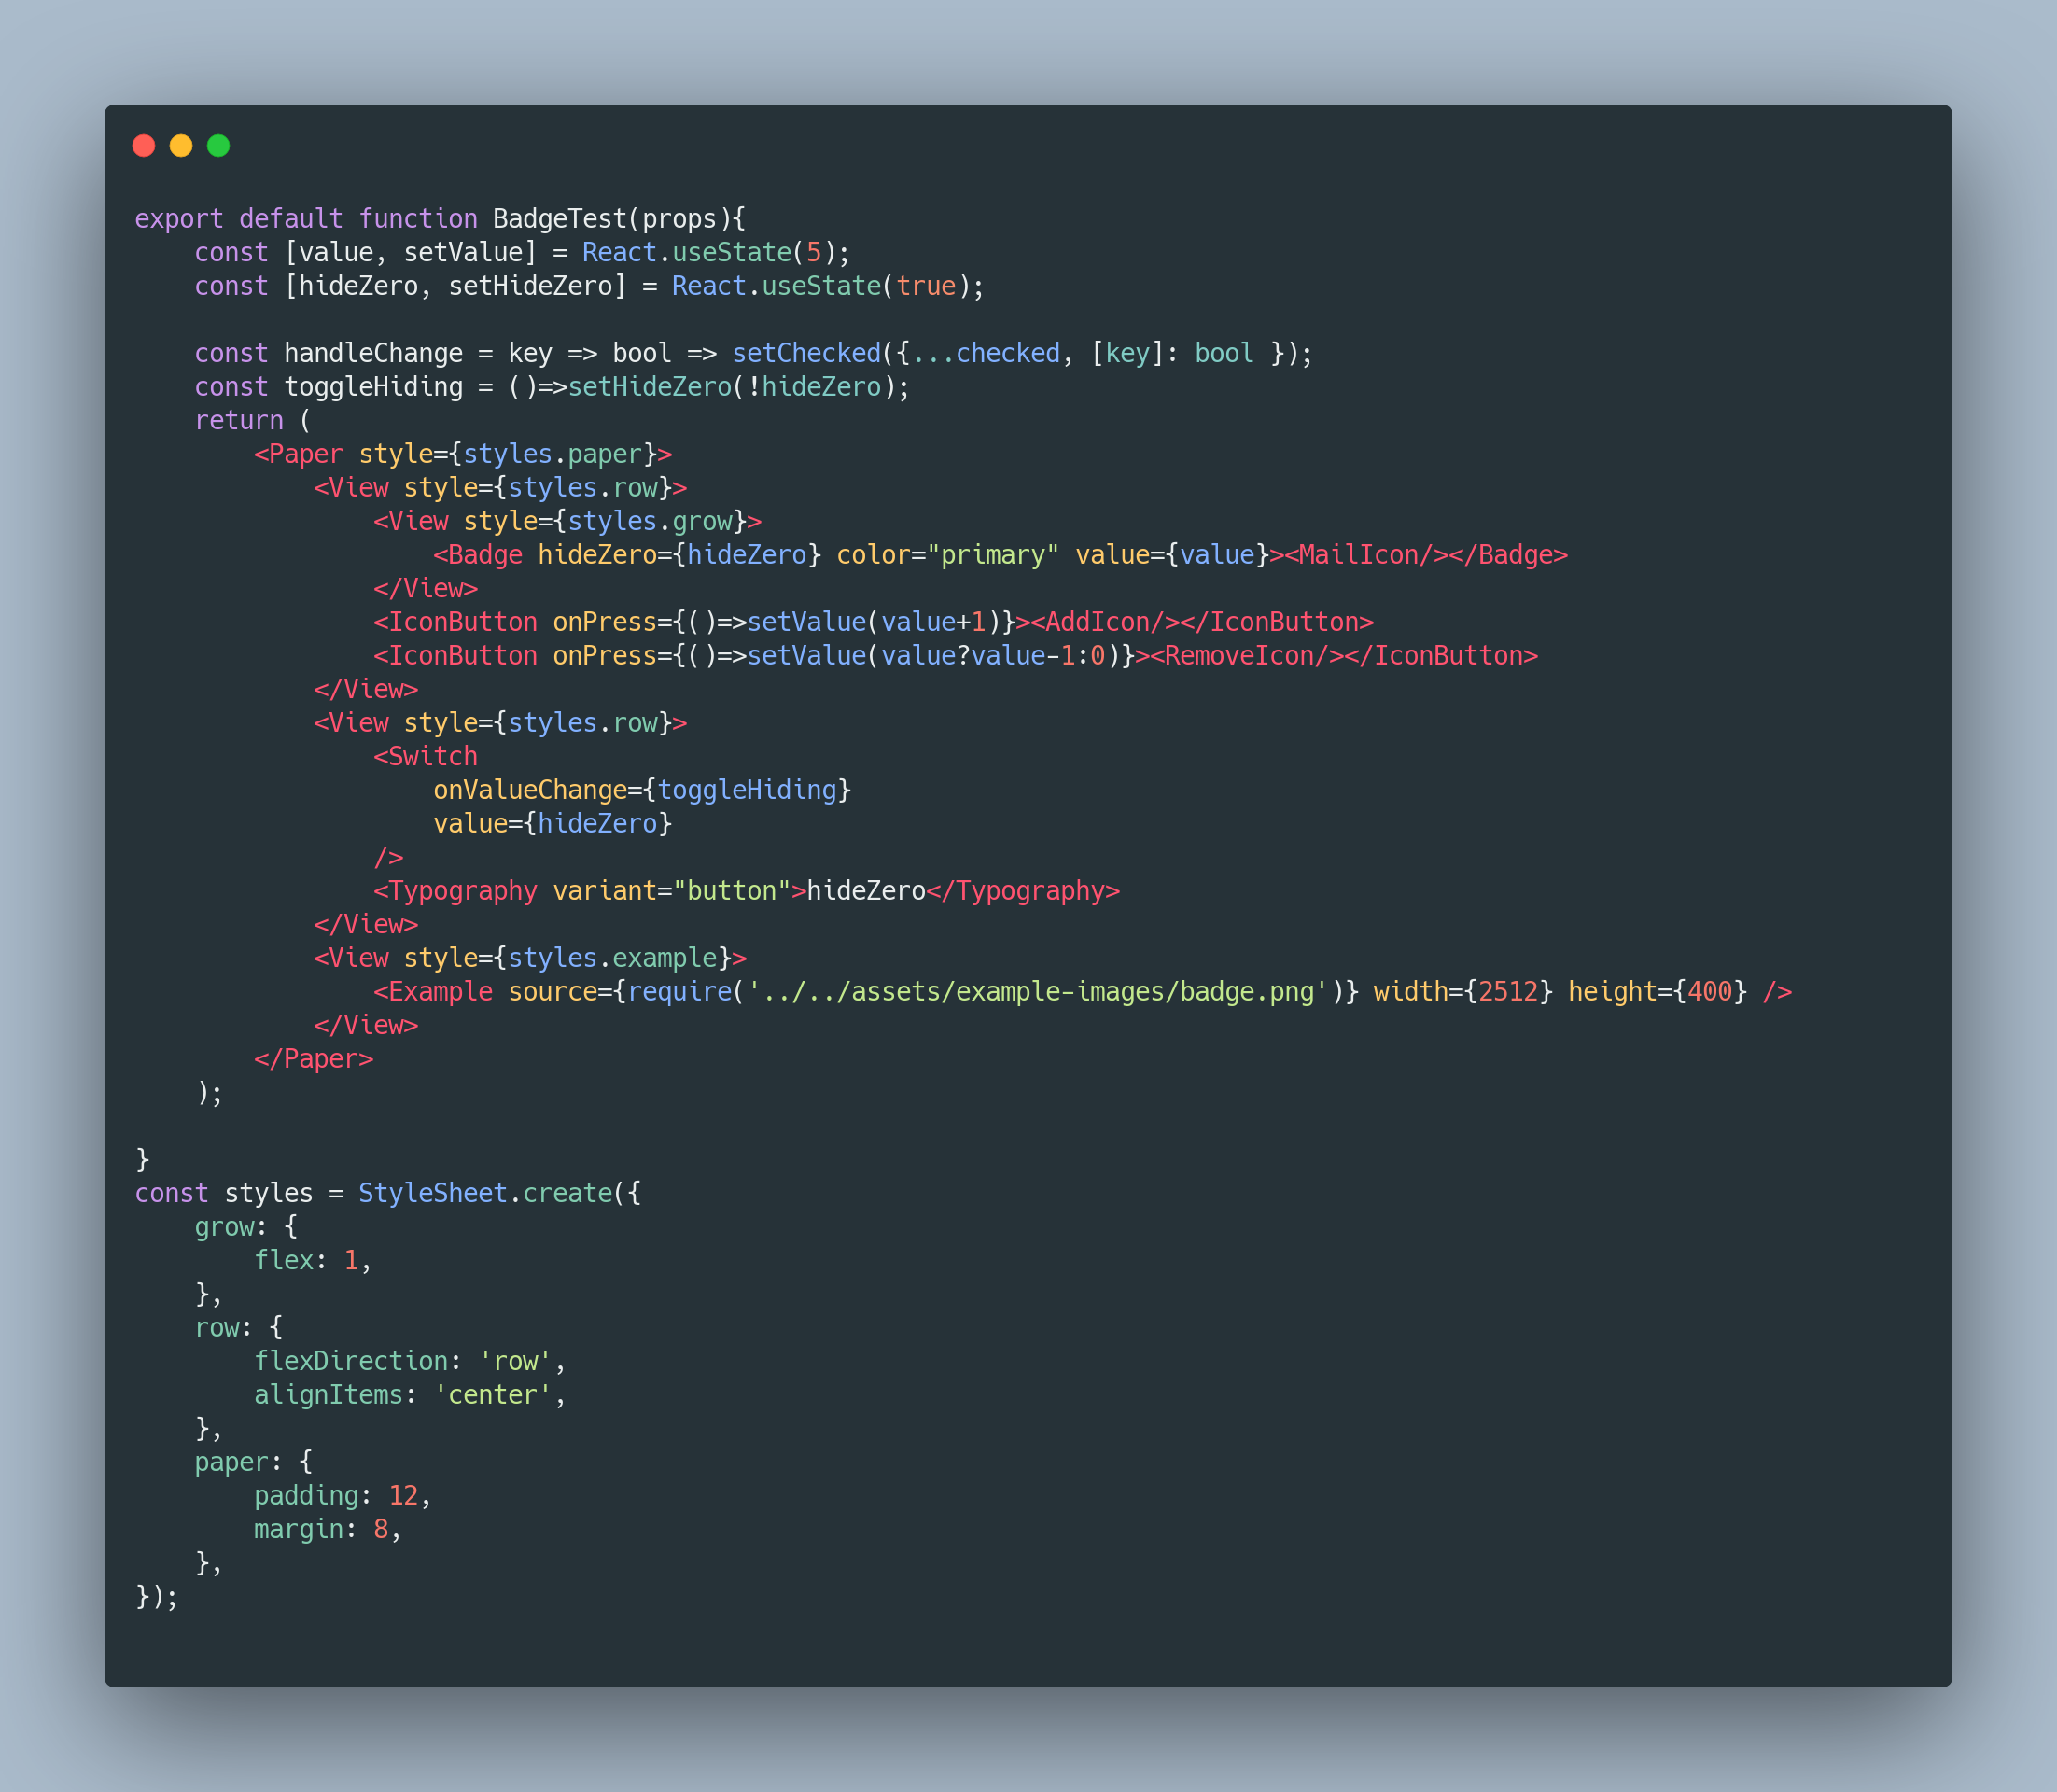 export default function BadgeTest(props){
    const [value, setValue] = React.useState(5);
    const [hideZero, setHideZero] = React.useState(true);

    const handleChange = key => bool => setChecked({...checked, [key]: bool });
    const toggleHiding = ()=>setHideZero(!hideZero);
    return (
        <Paper style={styles.paper}>
            <View style={styles.row}>
                <View style={styles.grow}>
                    <Badge hideZero={hideZero} color="primary" value={value}><MailIcon/></Badge>
                </View>
                <IconButton onPress={()=>setValue(value+1)}><AddIcon/></IconButton>
                <IconButton onPress={()=>setValue(value?value-1:0)}><RemoveIcon/></IconButton>
            </View>
            <View style={styles.row}>
                <Switch
                    onValueChange={toggleHiding}
                    value={hideZero}
                />
                <Typography variant="button">hideZero</Typography>
            </View>
            <View style={styles.example}>
                <Example source={require('../../assets/example-images/badge.png')} width={2512} height={400} />
            </View>
        </Paper>
    );

}
const styles = StyleSheet.create({
    grow: {
        flex: 1,
    },
    row: {
        flexDirection: 'row',
        alignItems: 'center',
    },
    paper: {
        padding: 12,
        margin: 8,
    },
});